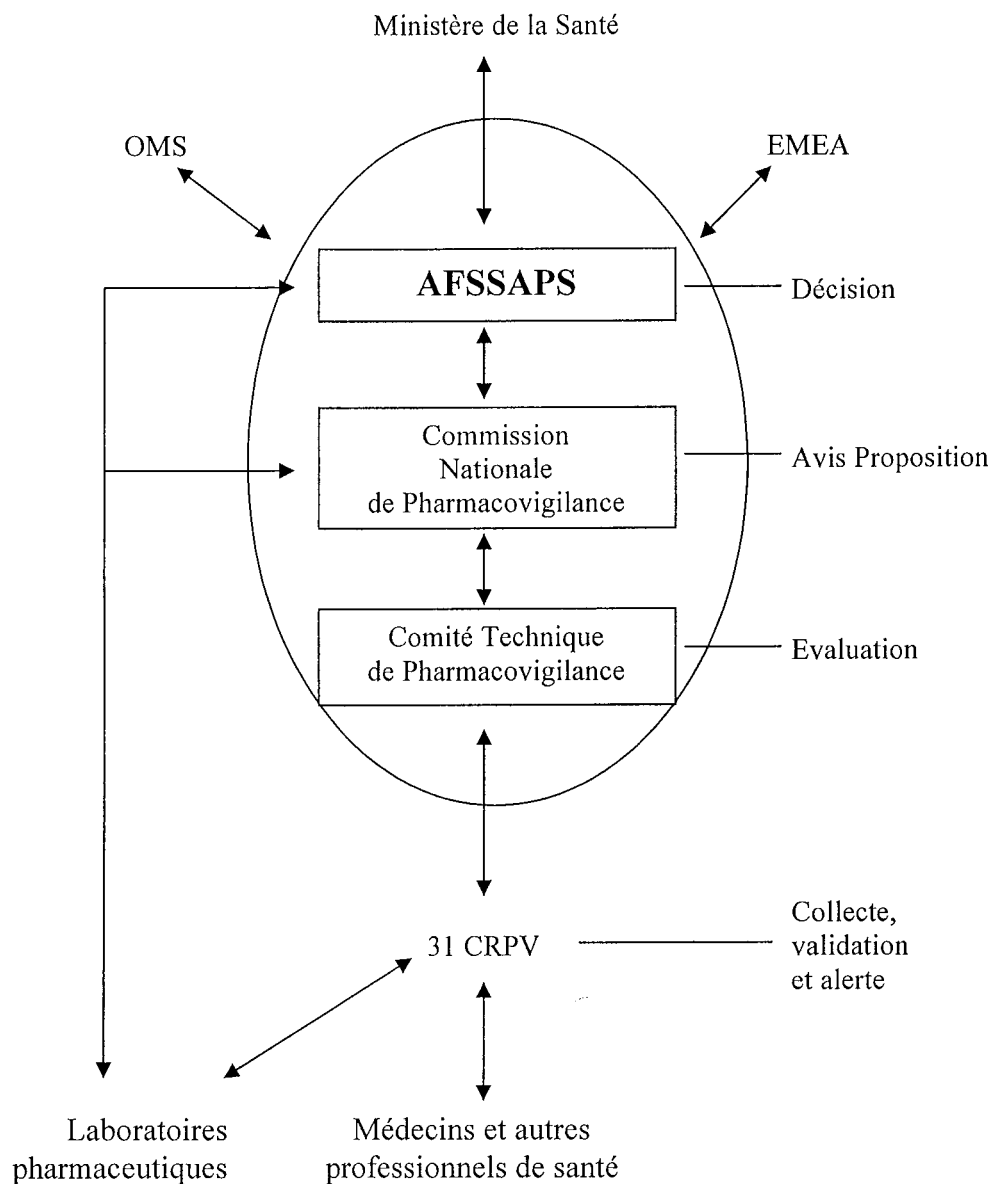 Ministère de la Santé
OMS
EMEA
AFSSAPS
Décision
Commission
Nationale
de Pharmacovigilance
Avis Proposition
Comité Technique
de Pharmacovigilance
Evaluation
31 CRPV
Collecte,
validation
et alerte
Laboratoires
pharmaceutiques
Médecins et autres
professionnels de santé